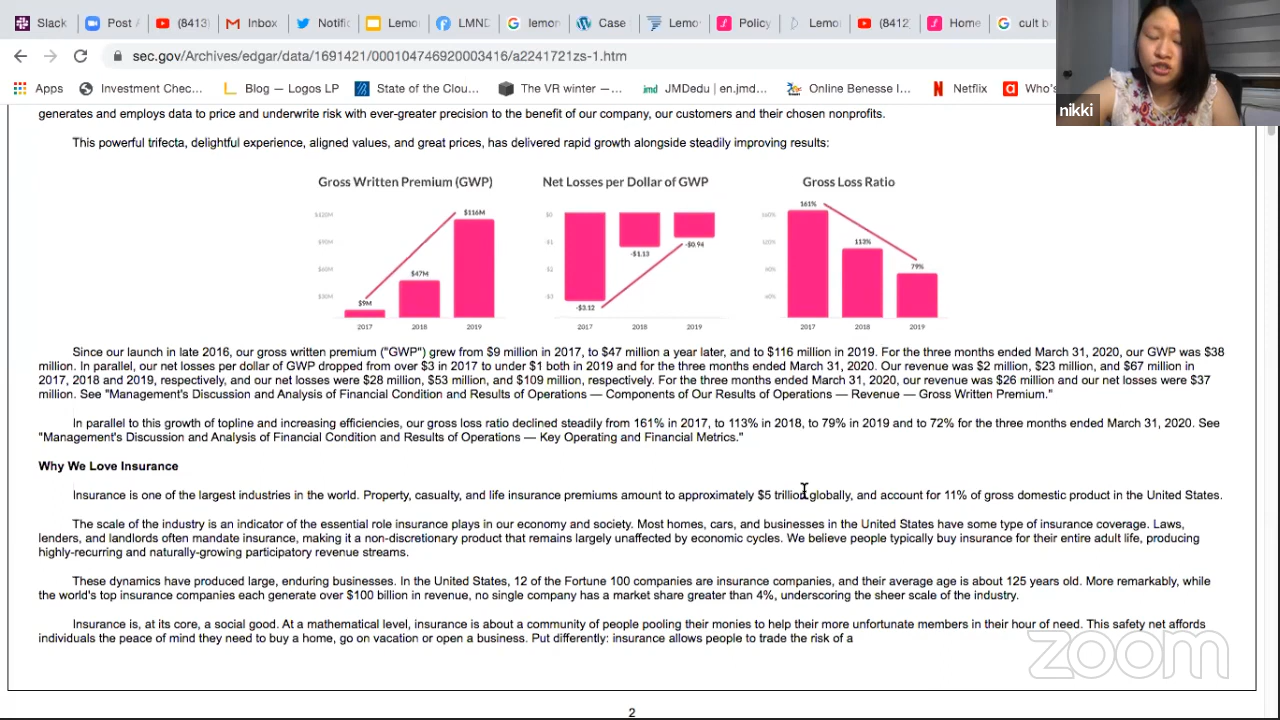 Slack
Post /
(8413)
Inbox
Notific
Lemo
LMND
lemon
Case
Lemo
Policy
Lemo
(8412)
Home
cult b
sec.gov/Archives/edgar/data/1691421/000104746920003416/a2241721zs-1.htm
Apps
Investment Chec...
Blog — Logos LP
State of the Clou...
The VR winter –...
JMDedu | en.jmd...
Online Benesse I...
Netflix
Who's
nikki
generates and employs data to price and underwrite risk with ever-greater precision to the benefit of our company, our customers and their chosen nonprofits.
This powerful trifecta, delightful experience, aligned values, and great prices, has delivered rapid growth alongside steadily improving results:
Gross Written Premium (GWP)
$120M
$90M
$60M
$30M
$9M
$47M
$116M
2017
2018
2019
Net Losses per Dollar of GWP
$0
-$1
-$2
-$3
-$3.12
-$1.13
-$0.94
2017
2018
2019
Gross Loss Ratio
160%
120%
80%
40%
161%
113%
79%
2017
2018
2019
Since our launch in late 2016, our gross written premium ("GWP") grew from $9 million in 2017, to $47 million a year later, and to $116 million in 2019. For the three months ended March 31, 2020, our GWP was $38
million. In parallel, our net losses per dollar of GWP dropped from over $3 in 2017 to under $1 both in 2019 and for the three months ended March 31, 2020. Our revenue was $2 million, $23 million, and $67 million in
2017, 2018 and 2019, respectively, and our net losses were $28 million, $53 million, and $109 million, respectively. For the three months ended March 31, 2020, our revenue was $26 million and our net losses were $37
million. See "Management's Discussion and Analysis of Financial Condition and Results of Operations — Components of Our Results of Operations — Revenue — Gross Written Premium."
In parallel to this growth of topline and increasing efficiencies, our gross loss ratio declined steadily from 161% in 2017, to 113% in 2018, to 79% in 2019 and to 72% for the three months ended March 31, 2020. See
"Management's Discussion and Analysis of Financial Condition and Results of Operations — Key Operating and Financial Metrics."
Why We Love Insurance
Insurance is one of the largest industries in the world. Property, casualty, and life insurance premiums amount to approximately $5 trillion globally, and account for 11% of gross domestic product in the United States.
The scale of the industry is an indicator of the essential role insurance plays in our economy and society. Most homes, cars, and businesses in the United States have some type of insurance coverage. Laws,
lenders, and landlords often mandate insurance, making it a non-discretionary product that remains largely unaffected by economic cycles. We believe people typically buy insurance for their entire adult life, producing
highly-recurring and naturally-growing participatory revenue streams.
These dynamics have produced large, enduring businesses. In the United States, 12 of the Fortune 100 companies are insurance companies, and their average age is about 125 years old. More remarkably, while
the world's top insurance companies each generate over $100 billion in revenue, no single company has a market share greater than 4%, underscoring the sheer scale of the industry.
Insurance is, at its core, a social good. At a mathematical level, insurance is about a community of people pooling their monies to help their more unfortunate members in their hour of need. This safety net affords
individuals the peace of mind they need to buy a home, go on vacation or open a business. Put differently: insurance allows people to trade the risk of a
zoom
2